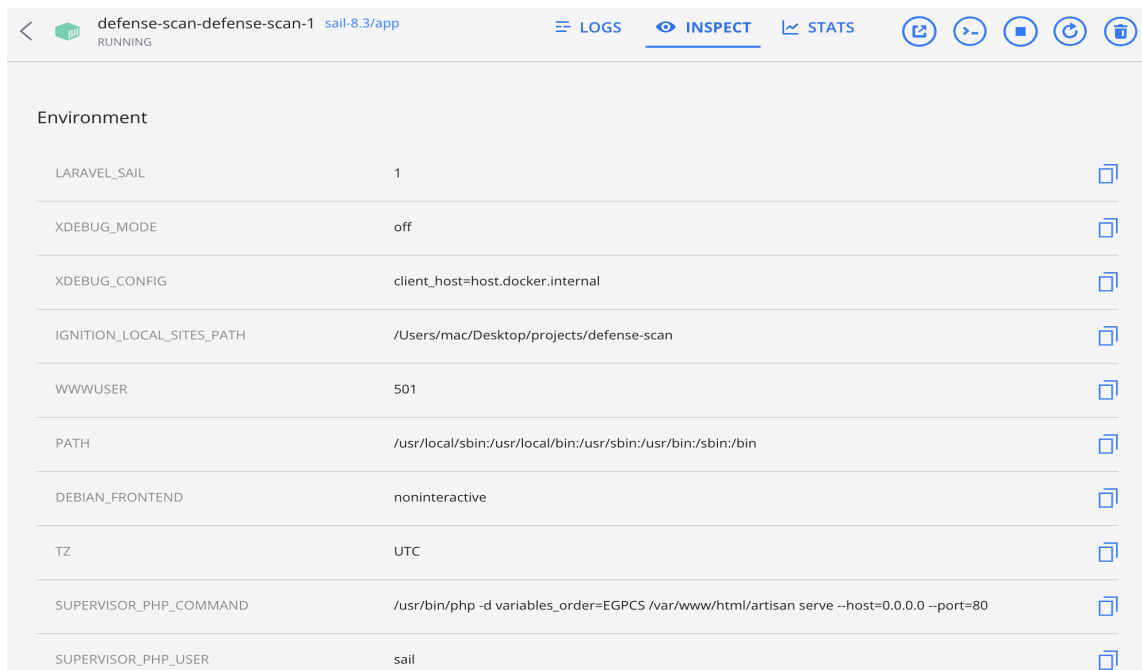 defense-scan-defense-scan-1 sail-8.3/app
RUNNING
LOGS INSPECT STATS
Environment
LARAVEL_SAIL 1
XDEBUG_MODE off
XDEBUG_CONFIG client_host=host.docker.internal
IGNITION_LOCAL_SITES_PATH /Users/mac/Desktop/projects/defense-scan
WWWUSER 501
PATH /usr/local/sbin:/usr/local/bin:/usr/sbin:/usr/bin:/sbin:/bin
DEBIAN_FRONTEND noninteractive
TZ UTC
SUPERVISOR_PHP_COMMAND /usr/bin/php -d variables_order=EGPCS /var/www/html/artisan serve --host=0.0.0.0 --port=80
SUPERVISOR_PHP_USER sail